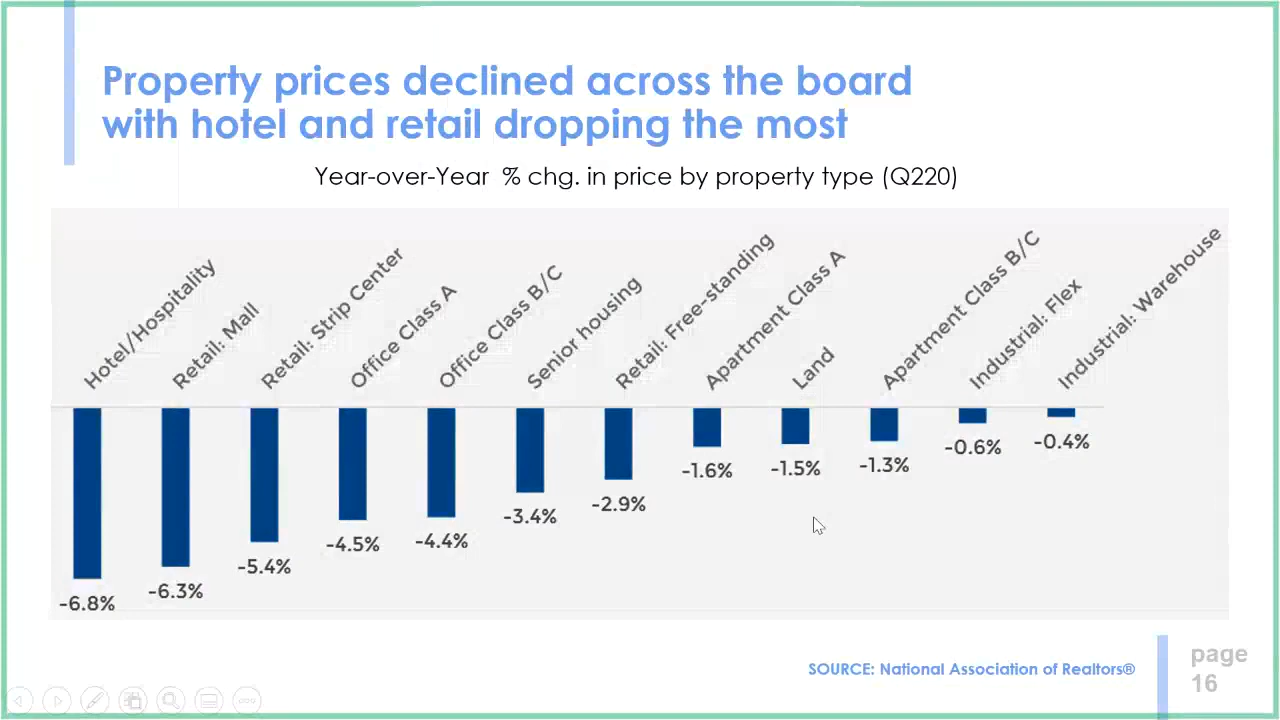 Property prices declined across the board
with hotel and retail dropping the most
Year-over-Year % chg. in price by property type (Q220)
Hotel/Hospitality
Retail: Mall
Retail: Strip Center
Office Class A
Office Class B/C
Senior housing
Retail: Free-standing
Apartment Class A
Land
Apartment Class B/C
Industrial: Flex
Industrial: Warehouse
-6.8%
-6.3%
-5.4%
-4.5%
-4.4%
-3.4%
-2.9%
-1.6%
-1.5%
-1.3%
-0.6%
-0.4%
SOURCE: National Association of Realtors®
page
16